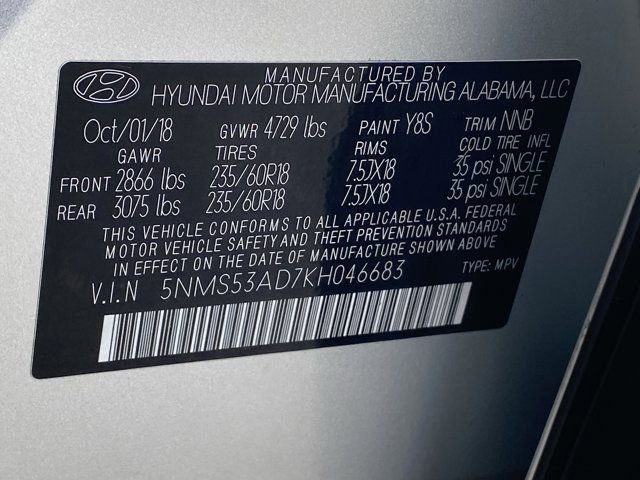 MANUFACTURED BY
HYUNDAI MOTOR MANUFACTURING ALABAMA, LLC
Oct/01/18 GVWR 4729 lbs PAINT Y8S TRIM NNB
GAWR TIRES RIMS COLD TIRE INFL
FRONT 2866 lbs 235/60R18 7.5JX18 35 psi SINGLE
REAR 3075 lbs 235/60R18 7.5JX18 35 psi SINGLE
THIS VEHICLE CONFORMS TO ALL APPLICABLE U.S.A. FEDERAL
MOTOR VEHICLE SAFETY AND THEFT PREVENTION STANDARDS
IN EFFECT ON THE DATE OF MANUFACTURE SHOWN ABOVE.
V.I.N 5NMS53AD7KH046683 TYPE: MPV